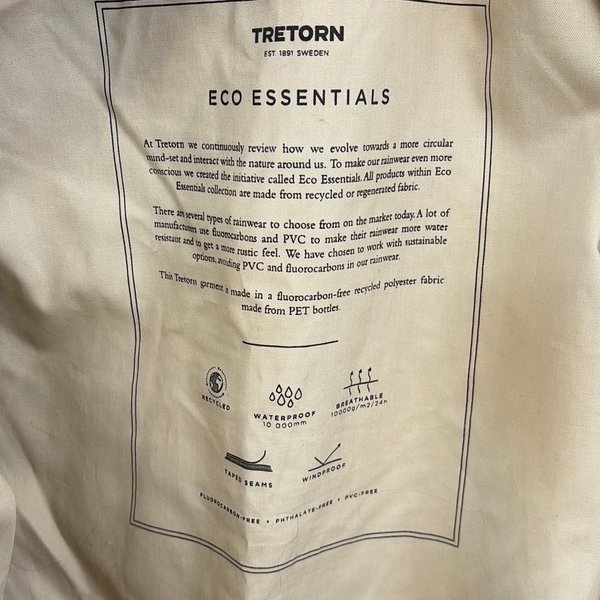 TRETORN
EST. 1891 SWEDEN
ECO ESSENTIALS
At Tretorn we continuously review how we evolve towards a more circular
mind-set and interact with the nature around us. To make our rainwear even more
conscious we created the initiative called Eco Essentials. All products within Eco
Essentials collection are made from recycled or regenerated fabric.
There are several types of rainwear to choose from on the market today. A lot of
manufacturers use fluorocarbons and PVC to make their rainwear more water
resistant and to get a more rustic feel. We have chosen to work with sustainable
options, avoiding PVC and fluorocarbons in our rainwear.
This Tretorn garment is made in a fluorocarbon-free recycled polyester fabric
made from PET bottles.
RECYCLED
WATERPROOF
10 000mm
BREATHABLE
10000g/m2/24h
TAPED SEAMS
WINDPROOF
FLUOROCARBON-FREE • PHTHALATE-FREE • PVC-FREE